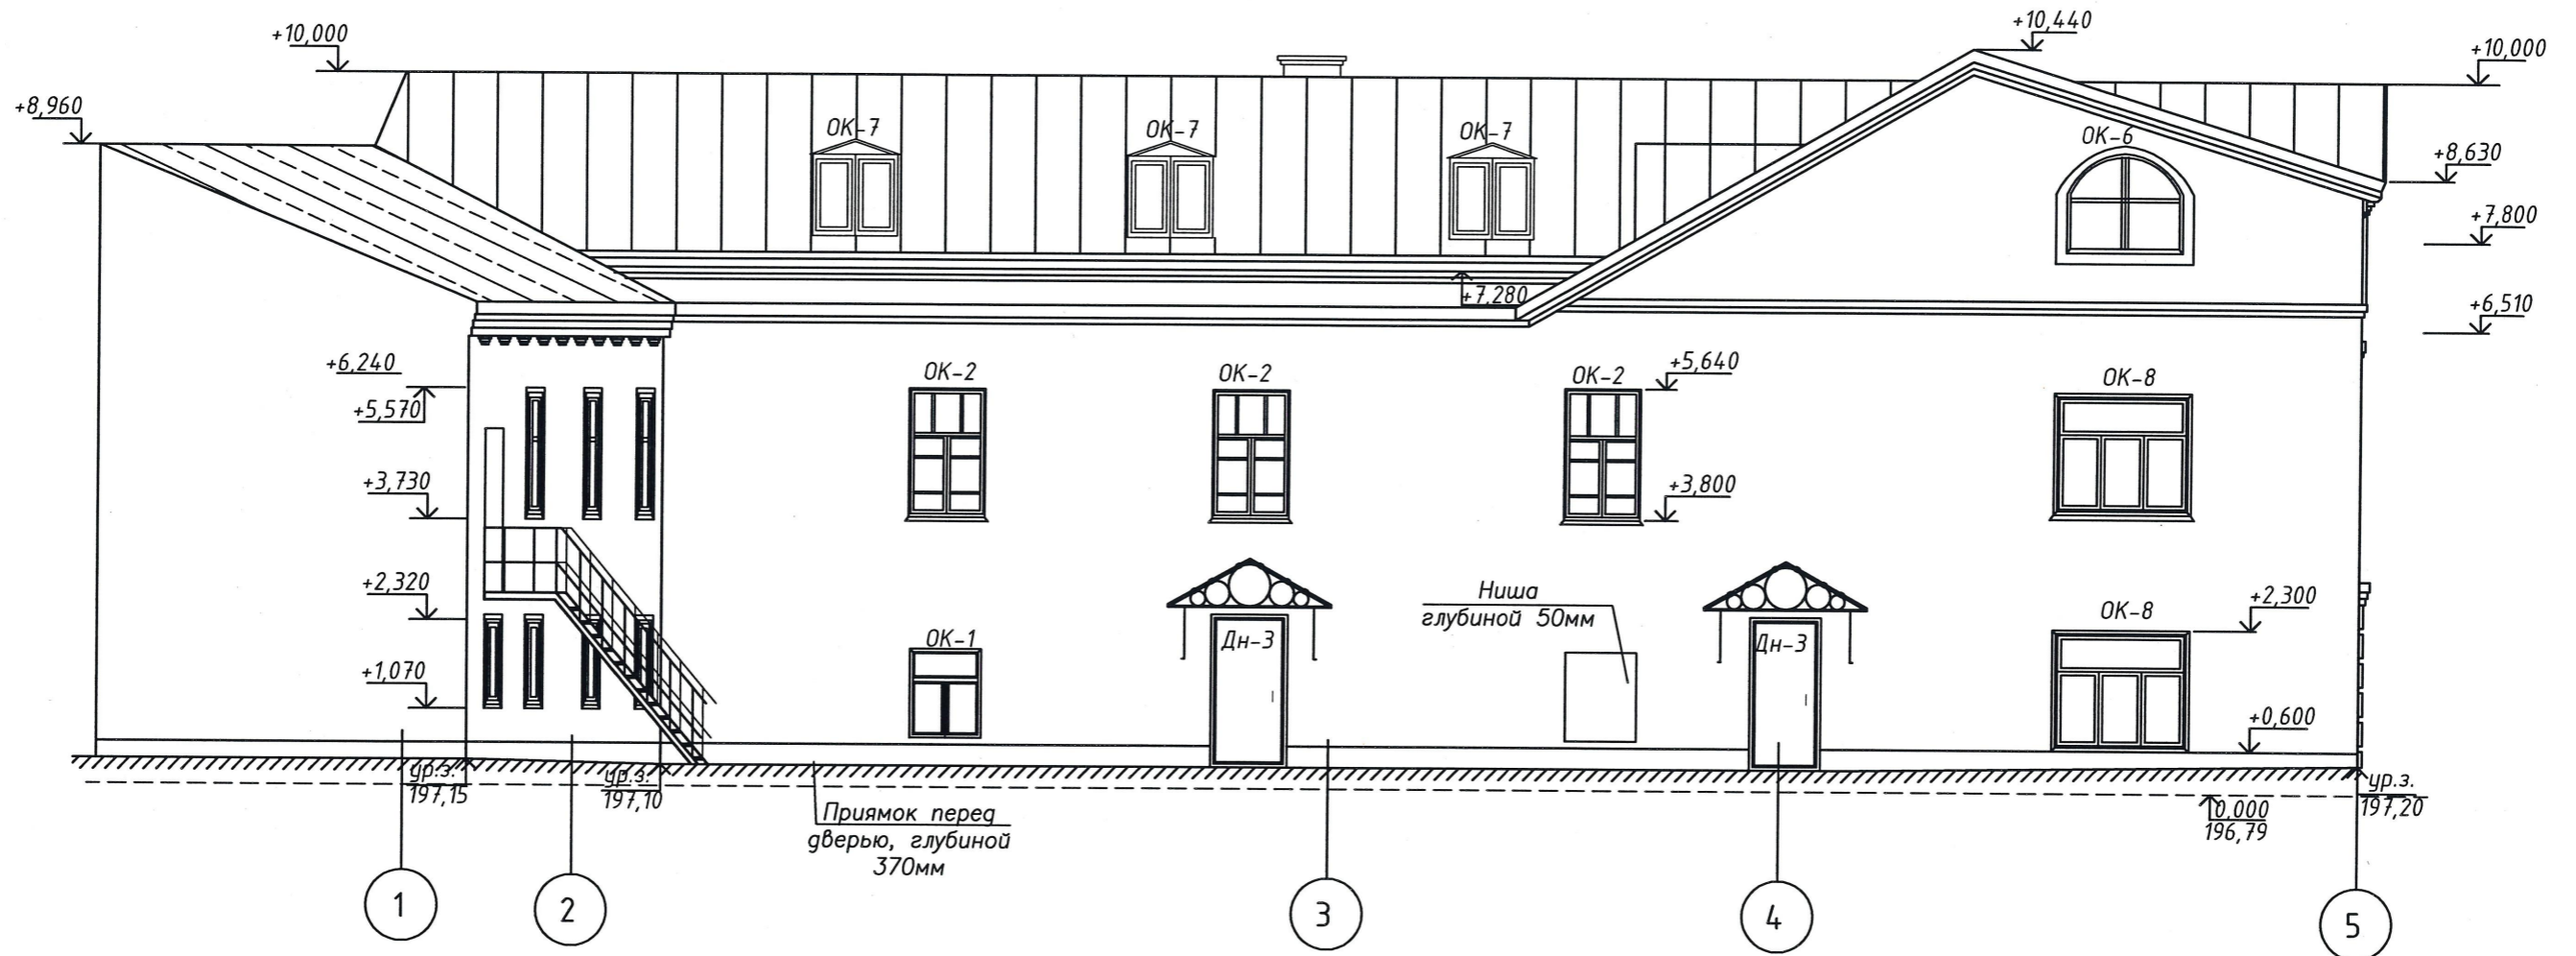 +10,440
+10,000
+10,000
+8,960
ОК-7
ОК-7
ОК-7
ОК-6
+8,630
+7,800
+7,280
+6,510
+6,240
+5,570
ОК-2
ОК-2
ОК-2
+5,640
ОК-8
+3,730
+3,800
+2,320
Ниша
глубиной 50мм
+2,300
ОК-8
ОК-1
Дн-3
Дн-3
+1,070
+0,600
ур.з.
197,15
ур.з.
197,10
ур.з.
197,20
0,000
196,79
Приямок перед
дверью, глубиной
370мм
1
2
3
4
5